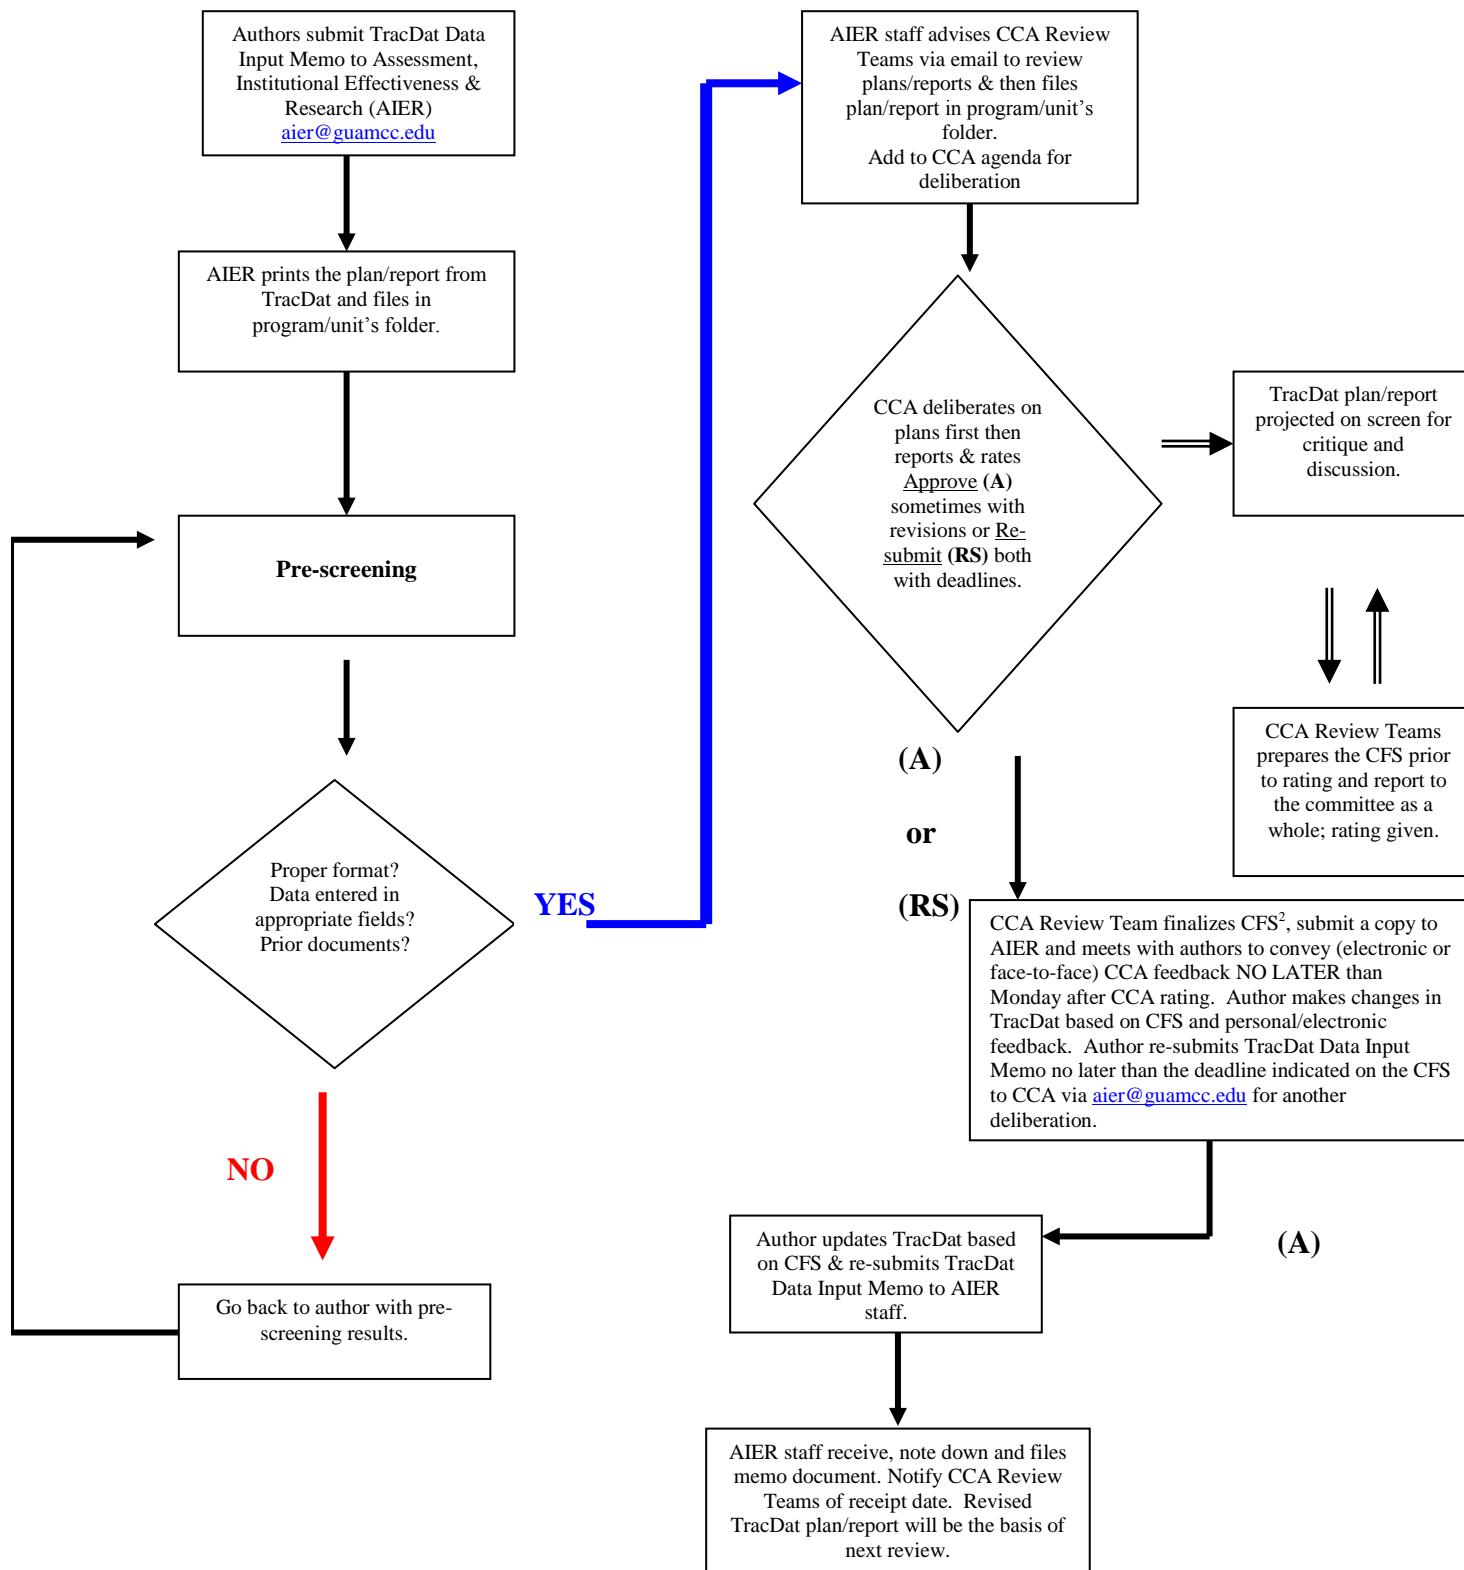 Authors submit TracDat Data
Input Memo to Assessment,
Institutional Effectiveness &
Research (AIER)
aier@guamcc.edu
AIER prints the plan/report from
TracDat and files in
program/unit’s folder.
Pre-screening
Proper format?
Data entered in
appropriate fields?
Prior documents?
YES
NO
Go back to author with pre-
screening results.
AIER staff advises CCA Review
Teams via email to review
plans/reports & then files
plan/report in program/unit’s
folder.
Add to CCA agenda for
deliberation
CCA deliberates on
plans first then
reports & rates
Approve (A)
sometimes with
revisions or Re-
submit (RS) both
with deadlines.
TracDat plan/report
projected on screen for
critique and
discussion.
CCA Review Teams
prepares the CFS prior
to rating and report to
the committee as a
whole; rating given.
(A)
or
(RS)
CCA Review Team finalizes CFS², submit a copy to
AIER and meets with authors to convey (electronic or
face-to-face) CCA feedback NO LATER than
Monday after CCA rating. Author makes changes in
TracDat based on CFS and personal/electronic
feedback. Author re-submits TracDat Data Input
Memo no later than the deadline indicated on the CFS
to CCA via aier@guamcc.edu for another
deliberation.
(A)
Author updates TracDat based
on CFS & re-submits TracDat
Data Input Memo to AIER
staff.
AIER staff receive, note down and files
memo document. Notify CCA Review
Teams of receipt date. Revised
TracDat plan/report will be the basis of
next review.